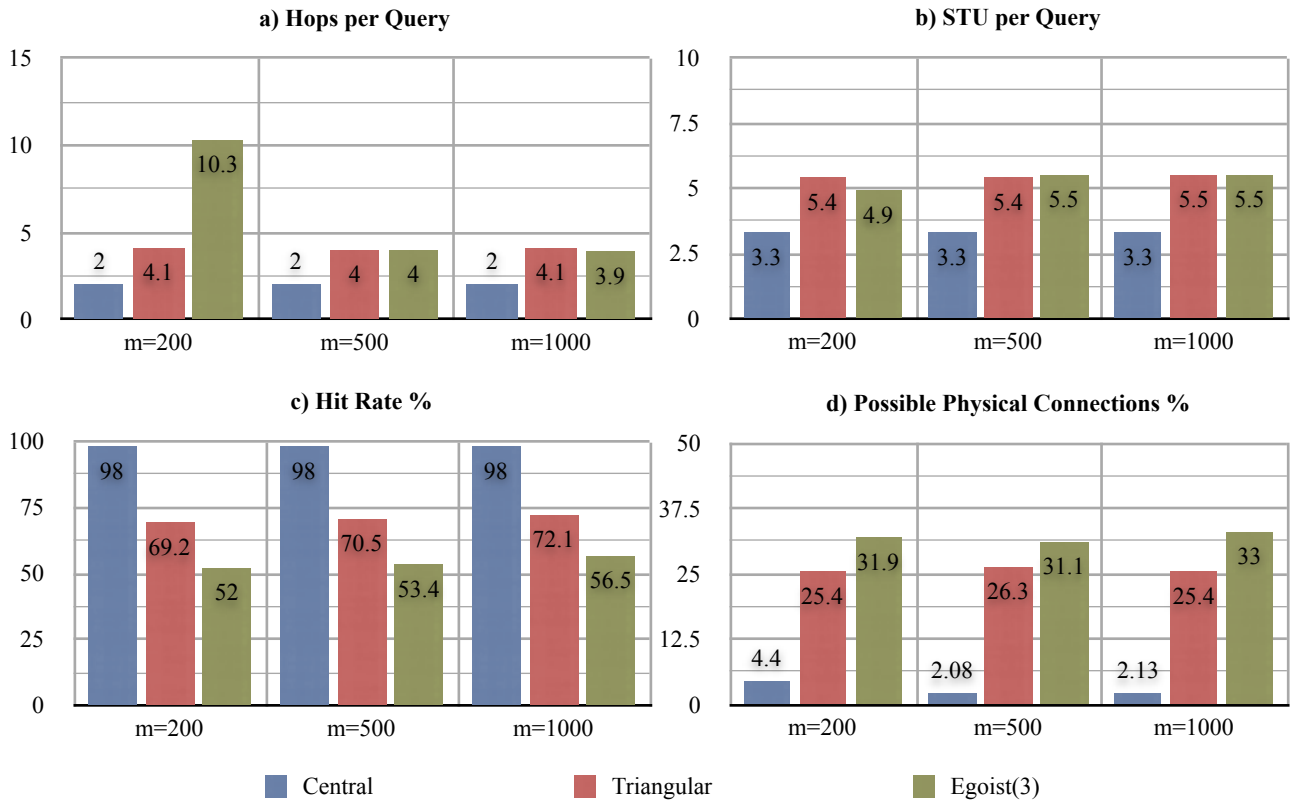 a) Hops per Query
15
10
5
0
10.3
2
4.1
2
4
4
2
4.1
3.9
m=200
m=500
m=1000
b) STU per Query
10
7.5
5
2.5
0
3.3
5.4
4.9
3.3
5.4
5.5
3.3
5.5
5.5
m=200
m=500
m=1000
c) Hit Rate %
100
75
50
25
0
98
69.2
52
98
70.5
53.4
98
72.1
56.5
m=200
m=500
m=1000
d) Possible Physical Connections %
50
37.5
25
12.5
0
4.4
25.4
31.9
2.08
26.3
31.1
2.13
25.4
33
m=200
m=500
m=1000
Central
Triangular
Egoist(3)